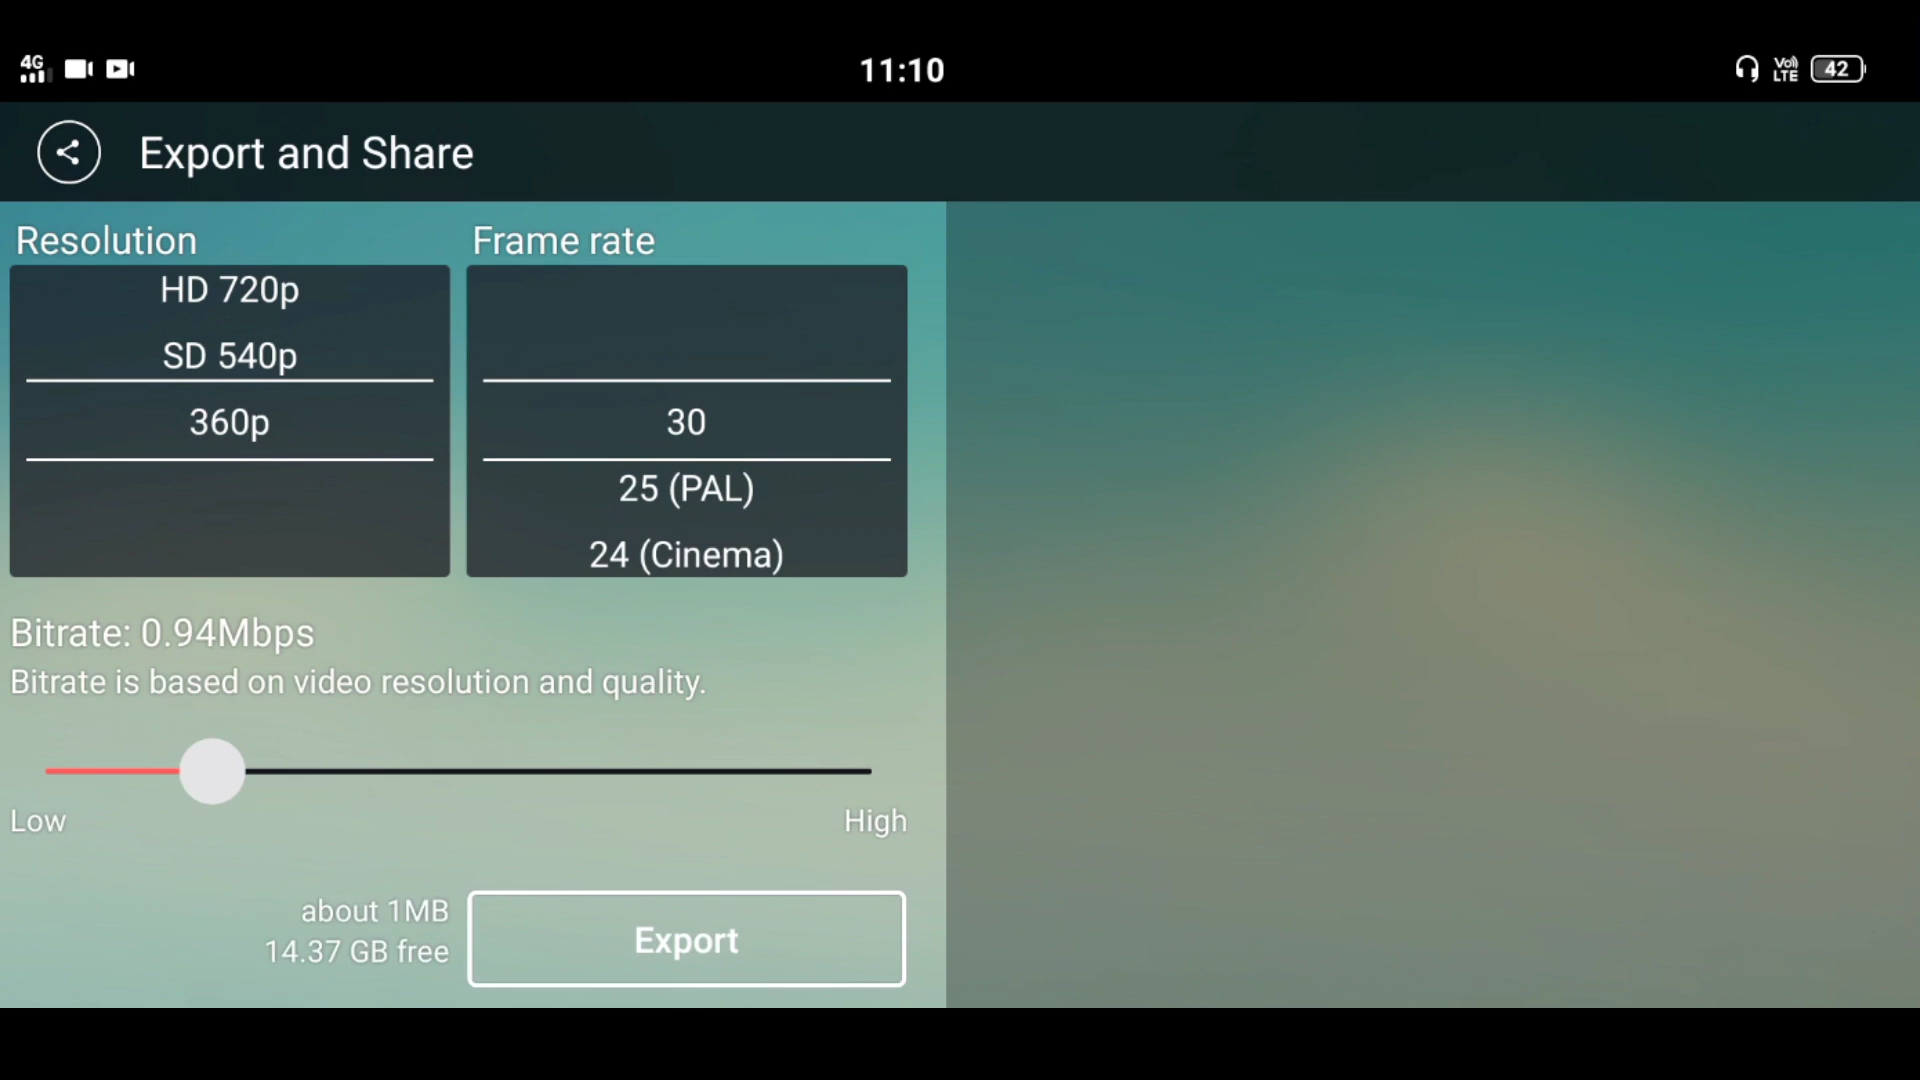 4G
11:10
Vo)) LTE
42
Export and Share
Resolution
Frame rate
HD 720p
SD 540p
360p
30
25 (PAL)
24 (Cinema)
Bitrate: 0.94Mbps
Bitrate is based on video resolution and quality.
Low
High
about 1MB
14.37 GB free
Export